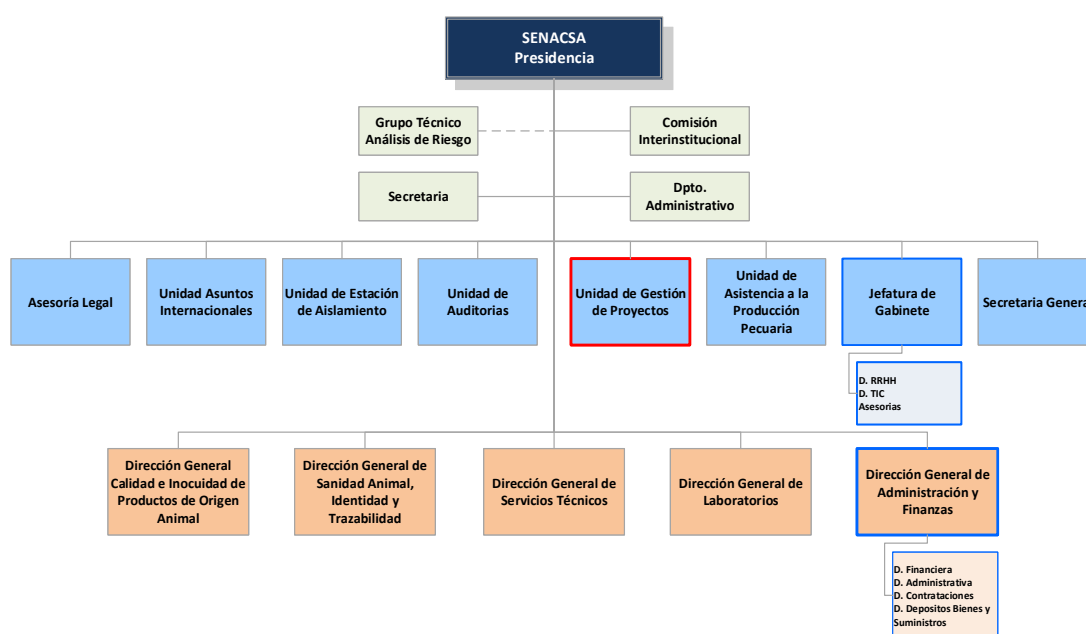 SENACSA
Presidencia
Grupo Técnico
Análisis de Riesgo
Comisión
Interinstitucional
Secretaria
Dpto.
Administrativo
Asesoría Legal
Unidad Asuntos
Internacionales
Unidad de Estación
de Aislamiento
Unidad de
Auditorias
Unidad de Gestión
de Proyectos
Unidad de
Asistencia a la
Producción
Pecuaria
Jefatura de
Gabinete
Secretaria General
D. RRHH
D. TIC
Asesorias
Dirección General
Calidad e Inocuidad de
Productos de Origen
Animal
Dirección General de
Sanidad Animal,
Identidad y
Trazabilidad
Dirección General de
Servicios Técnicos
Dirección General de
Laboratorios
Dirección General de
Administración y
Finanzas
D. Financiera
D. Administrativa
D. Contrataciones
D. Depositos Bienes y
Suministros